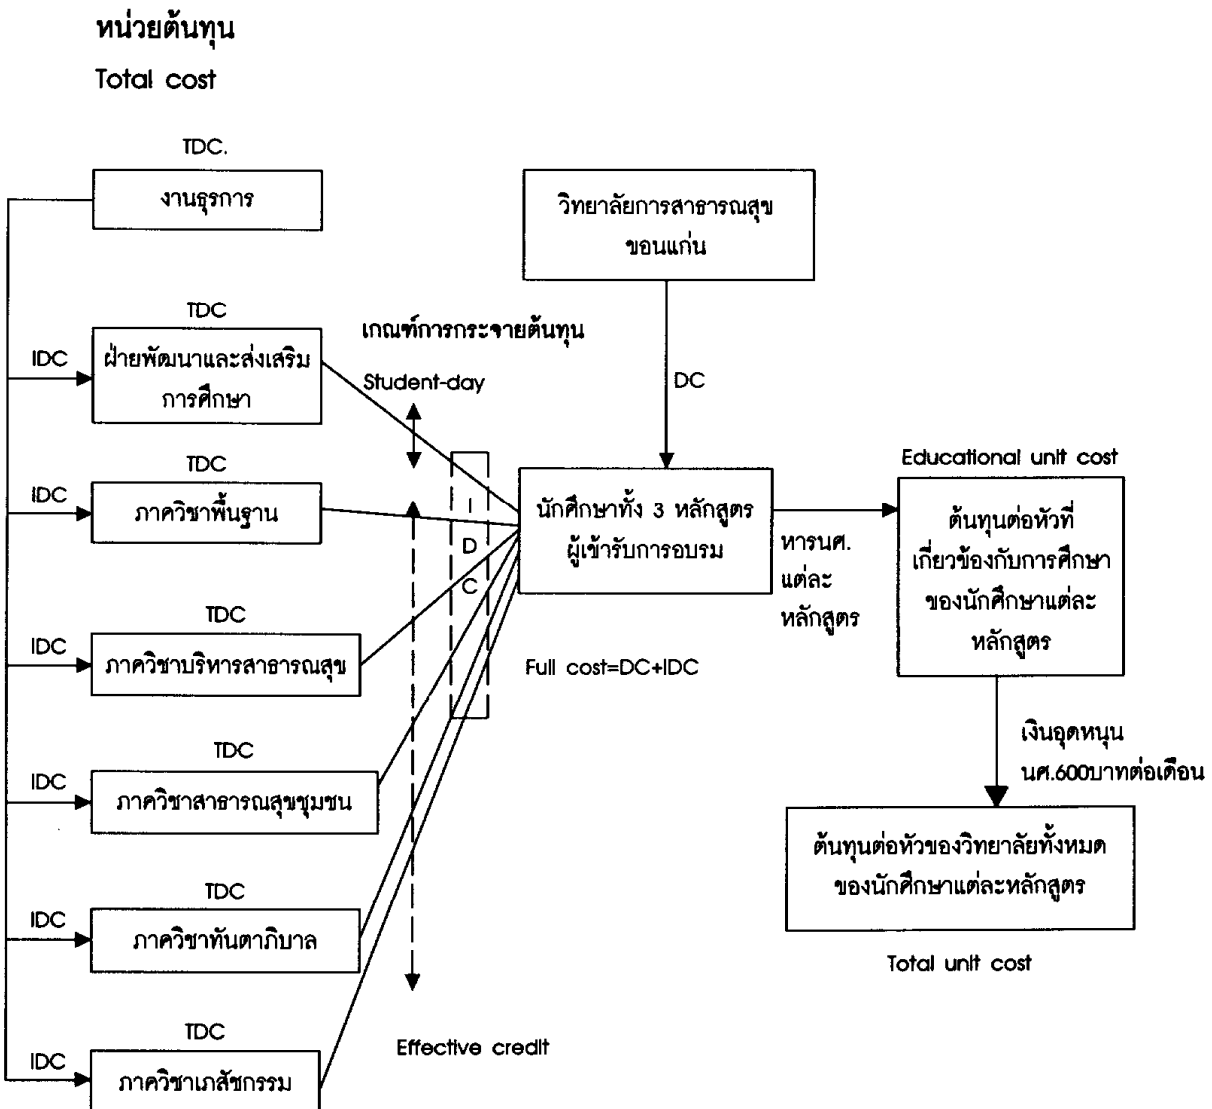 หน่วยต้นทุน
Total cost
TDC.
งานธุรการ
วิทยาลัยการสาธารณสุข
ขอนแก่น
TDC
IDC
ฝ่ายพัฒนาและส่งเสริม
การศึกษา
เกณฑ์การกระจายต้นทุน
Student-day
DC
TDC
IDC
ภาควิชาพื้นฐาน
I
D
C
นักศึกษาทั้ง 3 หลักสูตร
ผู้เข้ารับการอบรม
หารนศ.
แต่ละ
หลักสูตร
Educational unit cost
ต้นทุนต่อหัวที่
เกี่ยวข้องกับการศึกษา
ของนักศึกษาแต่ละ
หลักสูตร
TDC
IDC
ภาควิชาบริหารสาธารณสุข
Full cost=DC+IDC
TDC
IDC
ภาควิชาสาธารณสุขชุมชน
เงินอุดหนุน
นศ.600บาทต่อเดือน
ต้นทุนต่อหัวของวิทยาลัยทั้งหมด
ของนักศึกษาแต่ละหลักสูตร
Total unit cost
TDC
IDC
ภาควิชาทันตาภิบาล
TDC
IDC
ภาควิชาเภสัชกรรม
Effective credit